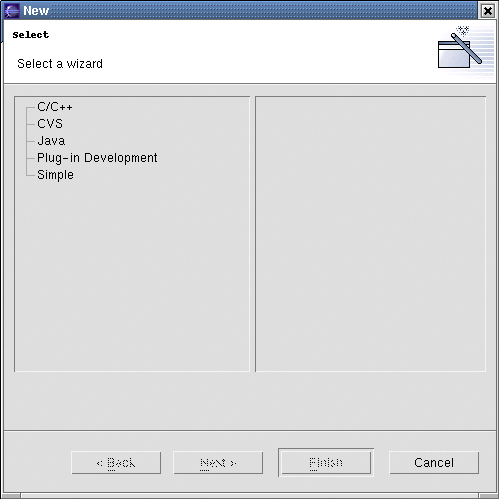 New
Select
Select a wizard
C/C++
CVS
Java
Plug-in Development
Simple
< Back
Next >
Finish
Cancel